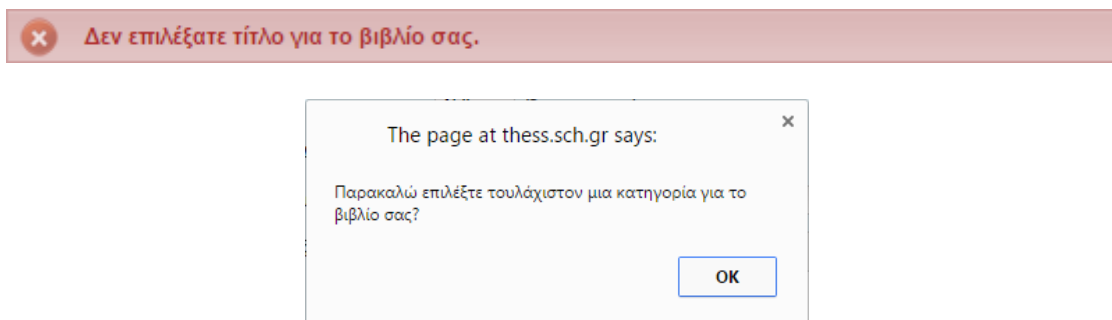 Δεν επιλέξατε τίτλο για το βιβλίο σας.
The page at thess.sch.gr says:
Παρακαλώ επιλέξτε τουλάχιστον μια κατηγορία για το
βιβλίο σας?
OK